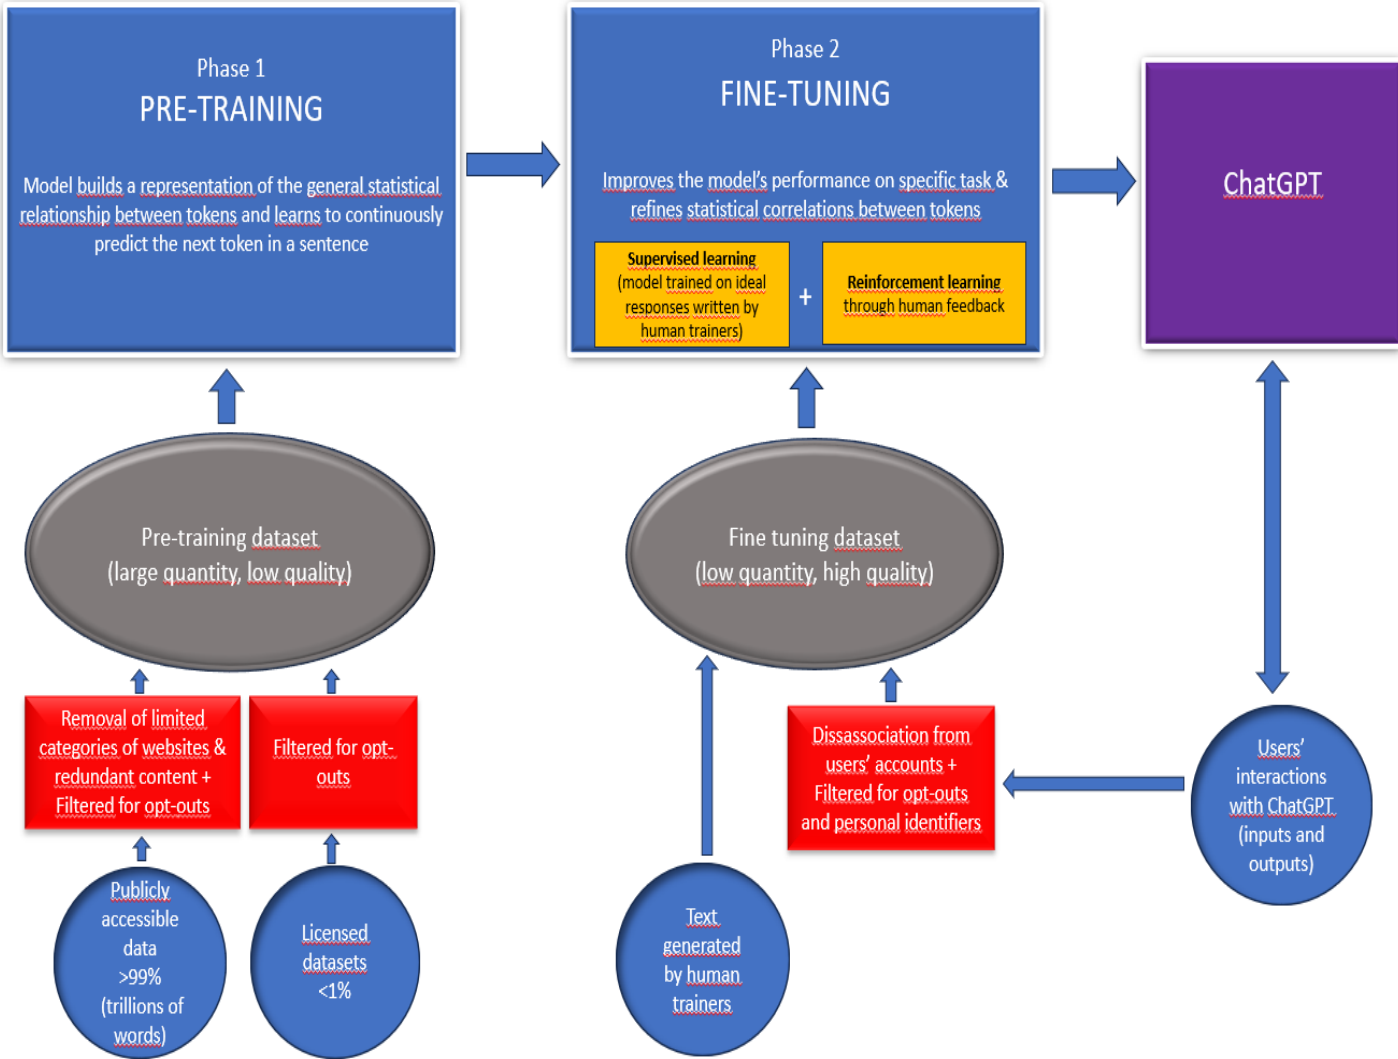 Phase 1
PRE-TRAINING
Model builds a representation of the general statistical
relationship between tokens and learns to continuously
predict the next token in a sentence
Phase 2
FINE-TUNING
Improves the model's performance on specific task &
refines statistical correlations between tokens
Supervised learning
(model trained on ideal
responses written by
human trainers)
+
Reinforcement learning
through human feedback
ChatGPT
Pre-training dataset
(large quantity, low quality)
Fine tuning dataset
(low quantity, high quality)
Removal of limited
categories of websites &
redundant content +
Filtered for opt-outs
Filtered for opt-
outs
Dissassociation from
users' accounts +
Filtered for opt-outs
and personal identifiers
Users'
interactions
with ChatGPT
(inputs and
outputs)
Publicly
accessible
data
>99%
(trillions of
words)
Licensed
datasets
<1%
Text
generated
by human
trainers